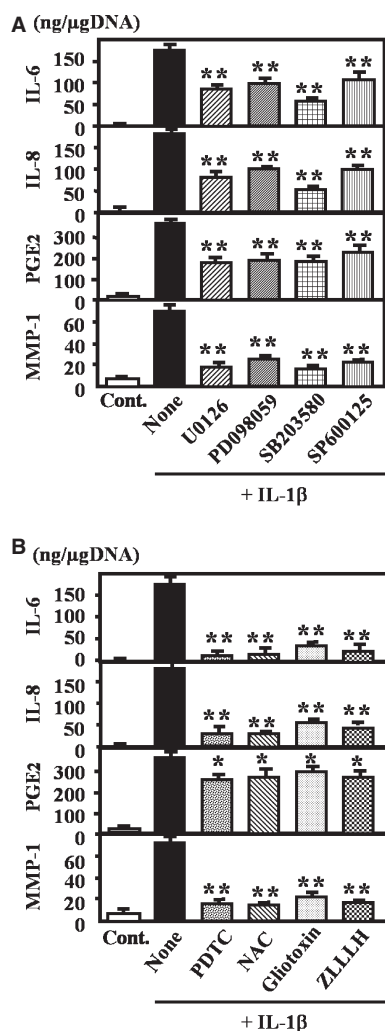 A (ng/μgDNA)
IL-6
150
100
50
0
**
**
**
**
IL-8
150
100
50
0
**
**
**
**
PGE2
300
200
100
0
**
**
**
**
MMP-1
60
40
20
0
**
**
**
**
Cont.
None
U0126
PD098059
SB203580
SP600125
+ IL-1β
B (ng/μgDNA)
IL-6
150
100
50
0
**
**
**
**
IL-8
150
100
50
0
**
**
**
**
PGE2
300
200
100
0
*
*
*
*
MMP-1
60
40
20
0
**
**
**
**
Cont.
None
PDTC
NAC
Gliotoxin
ZLLLH
+ IL-1β